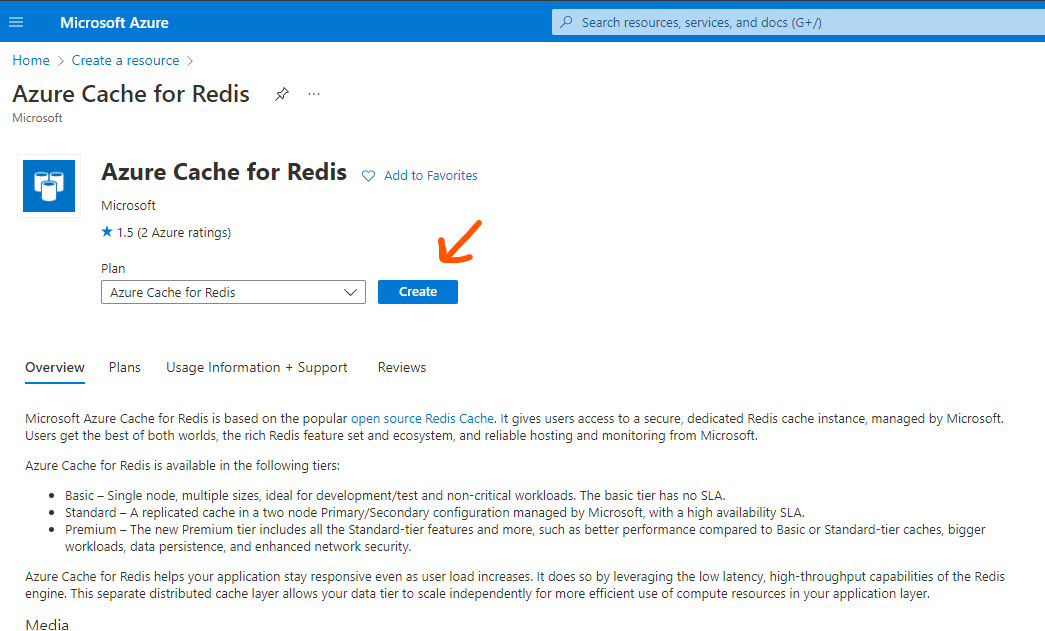 Microsoft Azure
Search resources, services, and docs (G+/)
Home > Create a resource >
Azure Cache for Redis ...
Microsoft
Azure Cache for Redis Add to Favorites
Microsoft
★ 1.5 (2 Azure ratings)
Plan
Azure Cache for Redis
Create
Overview Plans Usage Information + Support Reviews
Microsoft Azure Cache for Redis is based on the popular open source Redis Cache. It gives users access to a secure, dedicated Redis cache instance, managed by Microsoft.
Users get the best of both worlds, the rich Redis feature set and ecosystem, and reliable hosting and monitoring from Microsoft.
Azure Cache for Redis is available in the following tiers:
• Basic – Single node, multiple sizes, ideal for development/test and non-critical workloads. The basic tier has no SLA.
• Standard – A replicated cache in a two node Primary/Secondary configuration managed by Microsoft, with a high availability SLA.
• Premium – The new Premium tier includes all the Standard-tier features and more, such as better performance compared to Basic or Standard-tier caches, bigger
workloads, data persistence, and enhanced network security.
Azure Cache for Redis helps your application stay responsive even as user load increases. It does so by leveraging the low latency, high-throughput capabilities of the Redis
engine. This separate distributed cache layer allows your data tier to scale independently for more efficient use of compute resources in your application layer.
Media